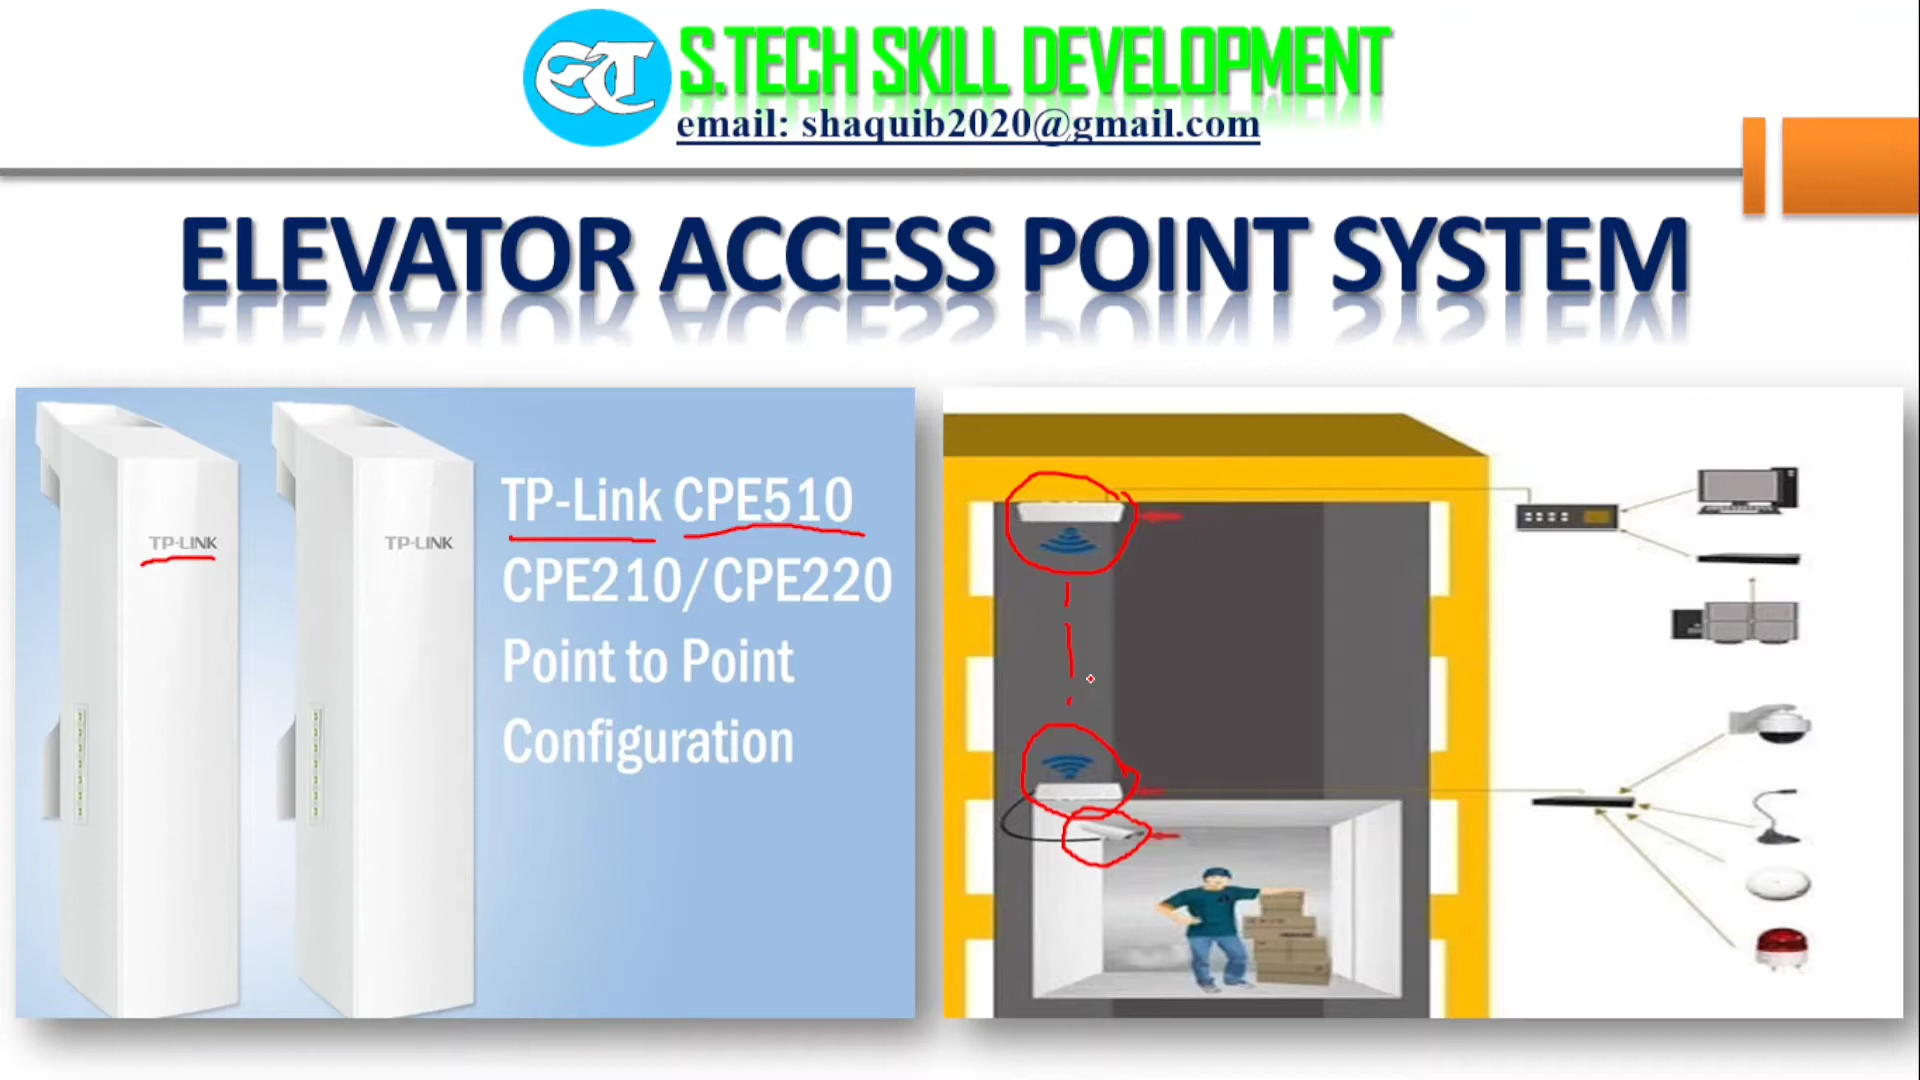 S.TECH SKILL DEVELOPMENT
email: shaquib2020@gmail.com
ELEVATOR ACCESS POINT SYSTEM
TP-LINK
TP-LINK
TP-Link CPE510
CPE210/CPE220
Point to Point
Configuration